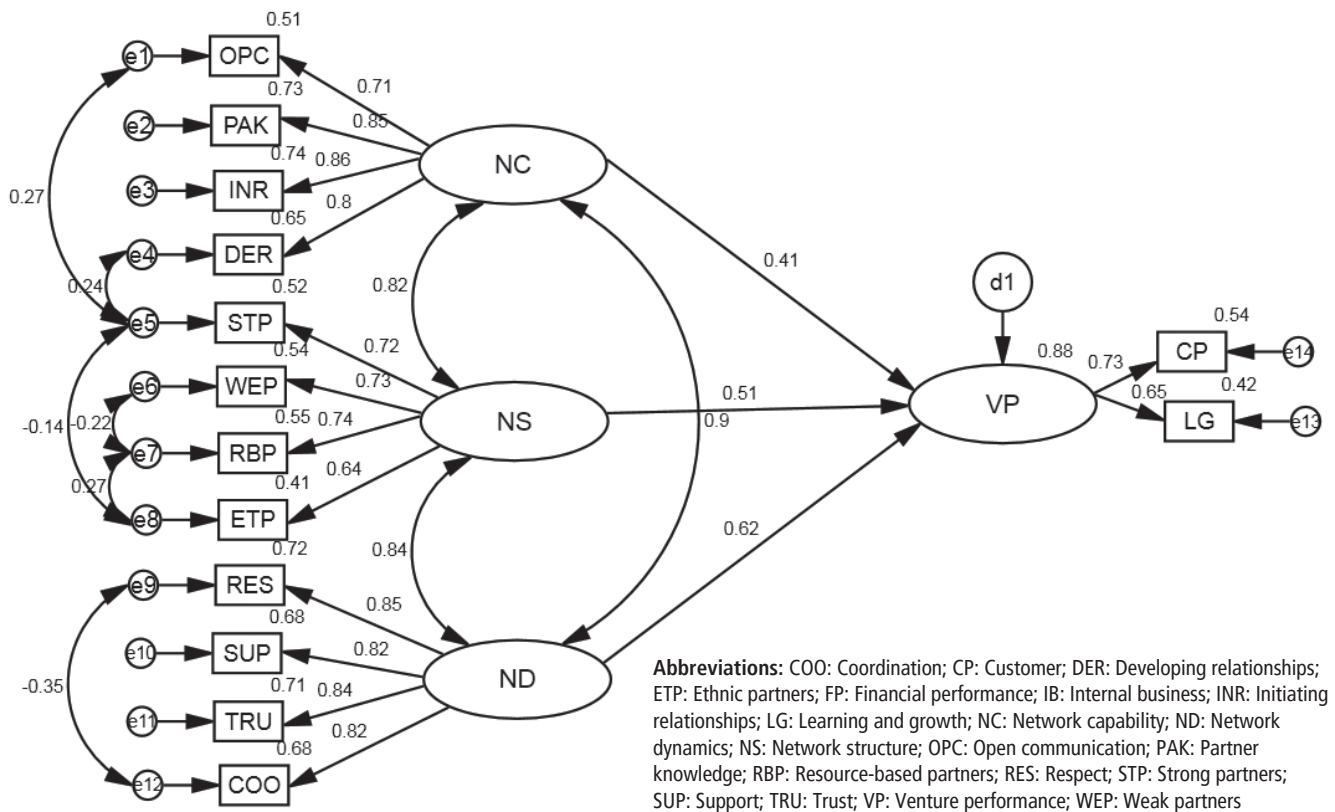 0.51
e1 OPC
0.71
0.73
e2 PAK
0.85
0.74
0.86
e3 INR
0.8
0.65
e4 DER
0.27
0.24
0.52
e5 STP
0.72
0.54
e6 WEP
0.73
0.55
-0.14
-0.22
0.74
e7 RBP
0.41
0.64
0.27
e8 ETP
0.72
e9 RES
0.85
0.68
e10 SUP
0.82
0.71
0.84
e11 TRU
0.82
0.68
-0.35
e12 COO
NC
0.82
NS
0.84
ND
0.9
0.41
0.51
0.62
d1
VP
0.88
0.73
0.65
0.54
CP e14
0.42
LG e13
Abbreviations: COO: Coordination; CP: Customer; DER: Developing relationships;
ETP: Ethnic partners; FP: Financial performance; IB: Internal business; INR: Initiating
relationships; LG: Learning and growth; NC: Network capability; ND: Network
dynamics; NS: Network structure; OPC: Open communication; PAK: Partner
knowledge; RBP: Resource-based partners; RES: Respect; STP: Strong partners;
SUP: Support; TRU: Trust; VP: Venture performance; WEP: Weak partners